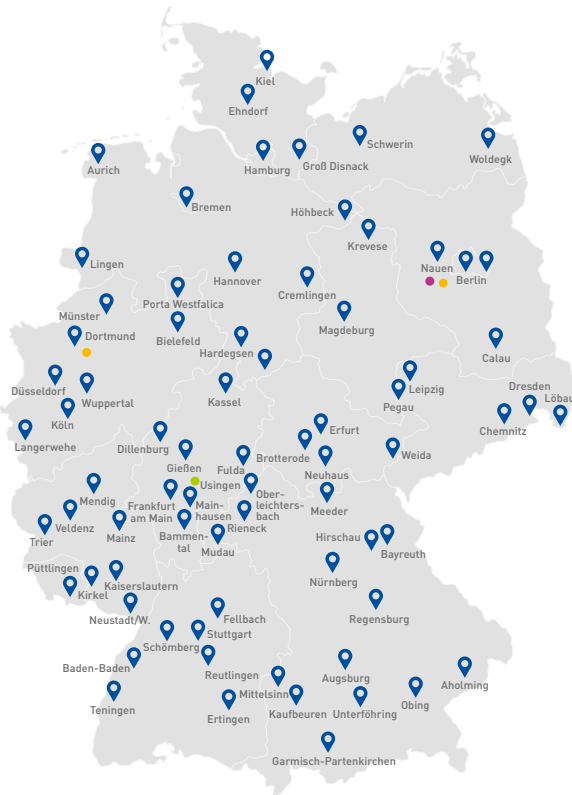 Kiel
Ehndorf
Schwerin
Woldegk
Hamburg
Groß Disnack
Aurich
Bremen
Höhbeck
Krevese
Lingen
Hannover
Nauen
Berlin
Cremlingen
Porta Westfalica
Münster
Magdeburg
Dortmund
Bielefeld
Hardegsen
Calau
Düsseldorf
Wuppertal
Kassel
Leipzig
Pegau
Dresden
Löbau
Köln
Chemnitz
Langerwehe
Dillenburg
Erfurt
Brotterode
Weida
Gießen
Fulda
Neuhaus
Usingen
Mendig
Frankfurt
am Main
Main-
hausen
Ober-
leichters-
bach
Meeder
Veldenz
Trier
Mainz
Bammen-
tal
Rieneck
Mudau
Hirschau
Bayreuth
Püttlingen
Kirkel
Kaiserslautern
Nürnberg
Neustadt/W.
Fellbach
Regensburg
Schömberg
Stuttgart
Baden-Baden
Reutlingen
Augsburg
Aholming
Mittelsinn
Teningen
Ertingen
Kaufbeuren
Unterföhring
Obing
Garmisch-Partenkirchen